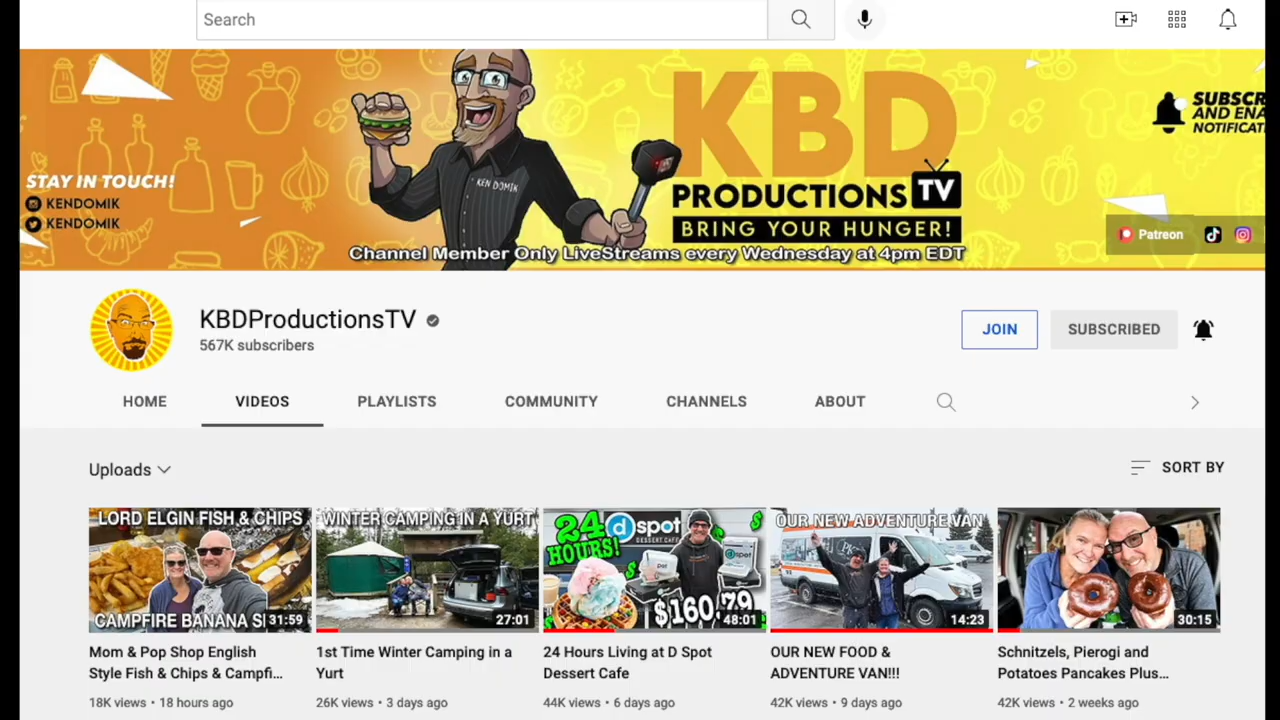 Search
STAY IN TOUCH!
KENDOMIK
KENDOMIK
KEN DOMIK
KBD
PRODUCTIONS TV
BRING YOUR HUNGER!
Channel Member Only LiveStreams every Wednesday at 4pm EDT
SUBSCR
AND ENA
NOTIFICAT
Patreon
KBDProductionsTV
567K subscribers
JOIN
SUBSCRIBED
HOME
VIDEOS
PLAYLISTS
COMMUNITY
CHANNELS
ABOUT
Uploads
SORT BY
LORD ELGIN FISH & CHIPS
CAMPFIRE BANANA S
31:59
Mom & Pop Shop English
Style Fish & Chips & Campfi...
18K views • 18 hours ago
WINTER CAMPING IN A YURT
27:01
1st Time Winter Camping in a
Yurt
26K views • 3 days ago
24
HOURS!
d spot
DESSERT CAFE
$160.79
48:01
24 Hours Living at D Spot
Dessert Cafe
44K views • 6 days ago
OUR NEW ADVENTURE VAN
14:23
OUR NEW FOOD &
ADVENTURE VAN!!!
42K views • 9 days ago
30:15
Schnitzels, Pierogi and
Potatoes Pancakes Plus...
42K views • 2 weeks ago